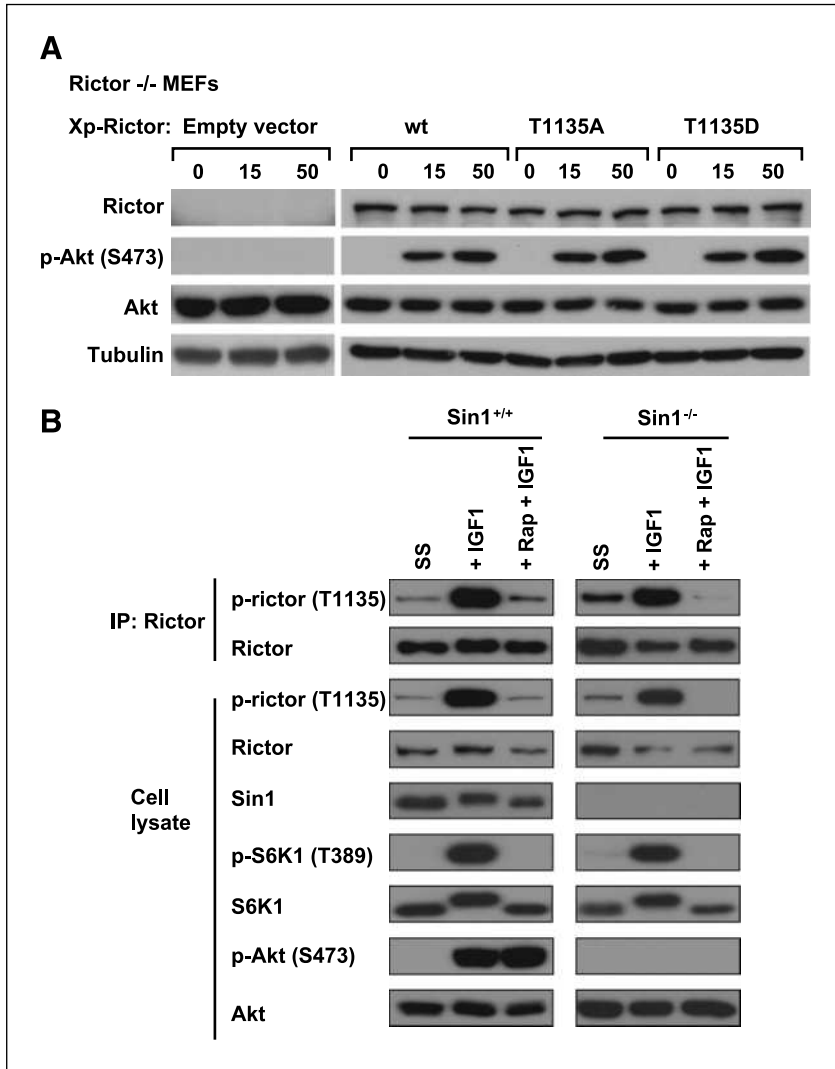 A
Rictor -/- MEFs
Xp-Rictor: Empty vector wt T1135A T1135D
0 15 50 0 15 50 0 15 50 0 15 50
Rictor
p-Akt (S473)
Akt
Tubulin
B
Sin1+/+ Sin1-/-
SS + IGF1 + Rap + IGF1 SS + IGF1 + Rap + IGF1
IP: Rictor
p-rictor (T1135)
Rictor
Cell lysate
p-rictor (T1135)
Rictor
Sin1
p-S6K1 (T389)
S6K1
p-Akt (S473)
Akt